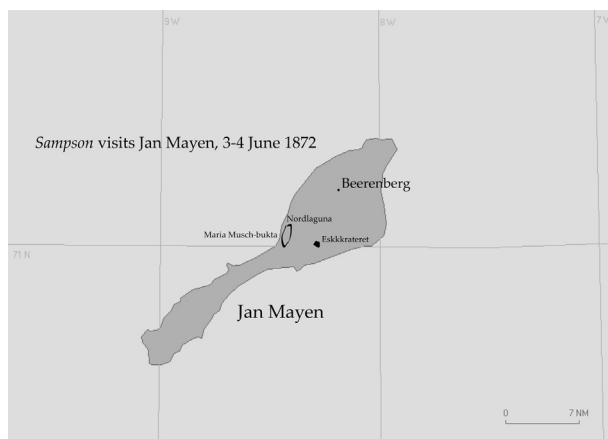 9W
8W
7W
Sampson visits Jan Mayen, 3-4 June 1872
Beerenberg
Nordlaguna
Maria Musch-bukta
Eskkkrateret
71 N
Jan Mayen
0 7 NM